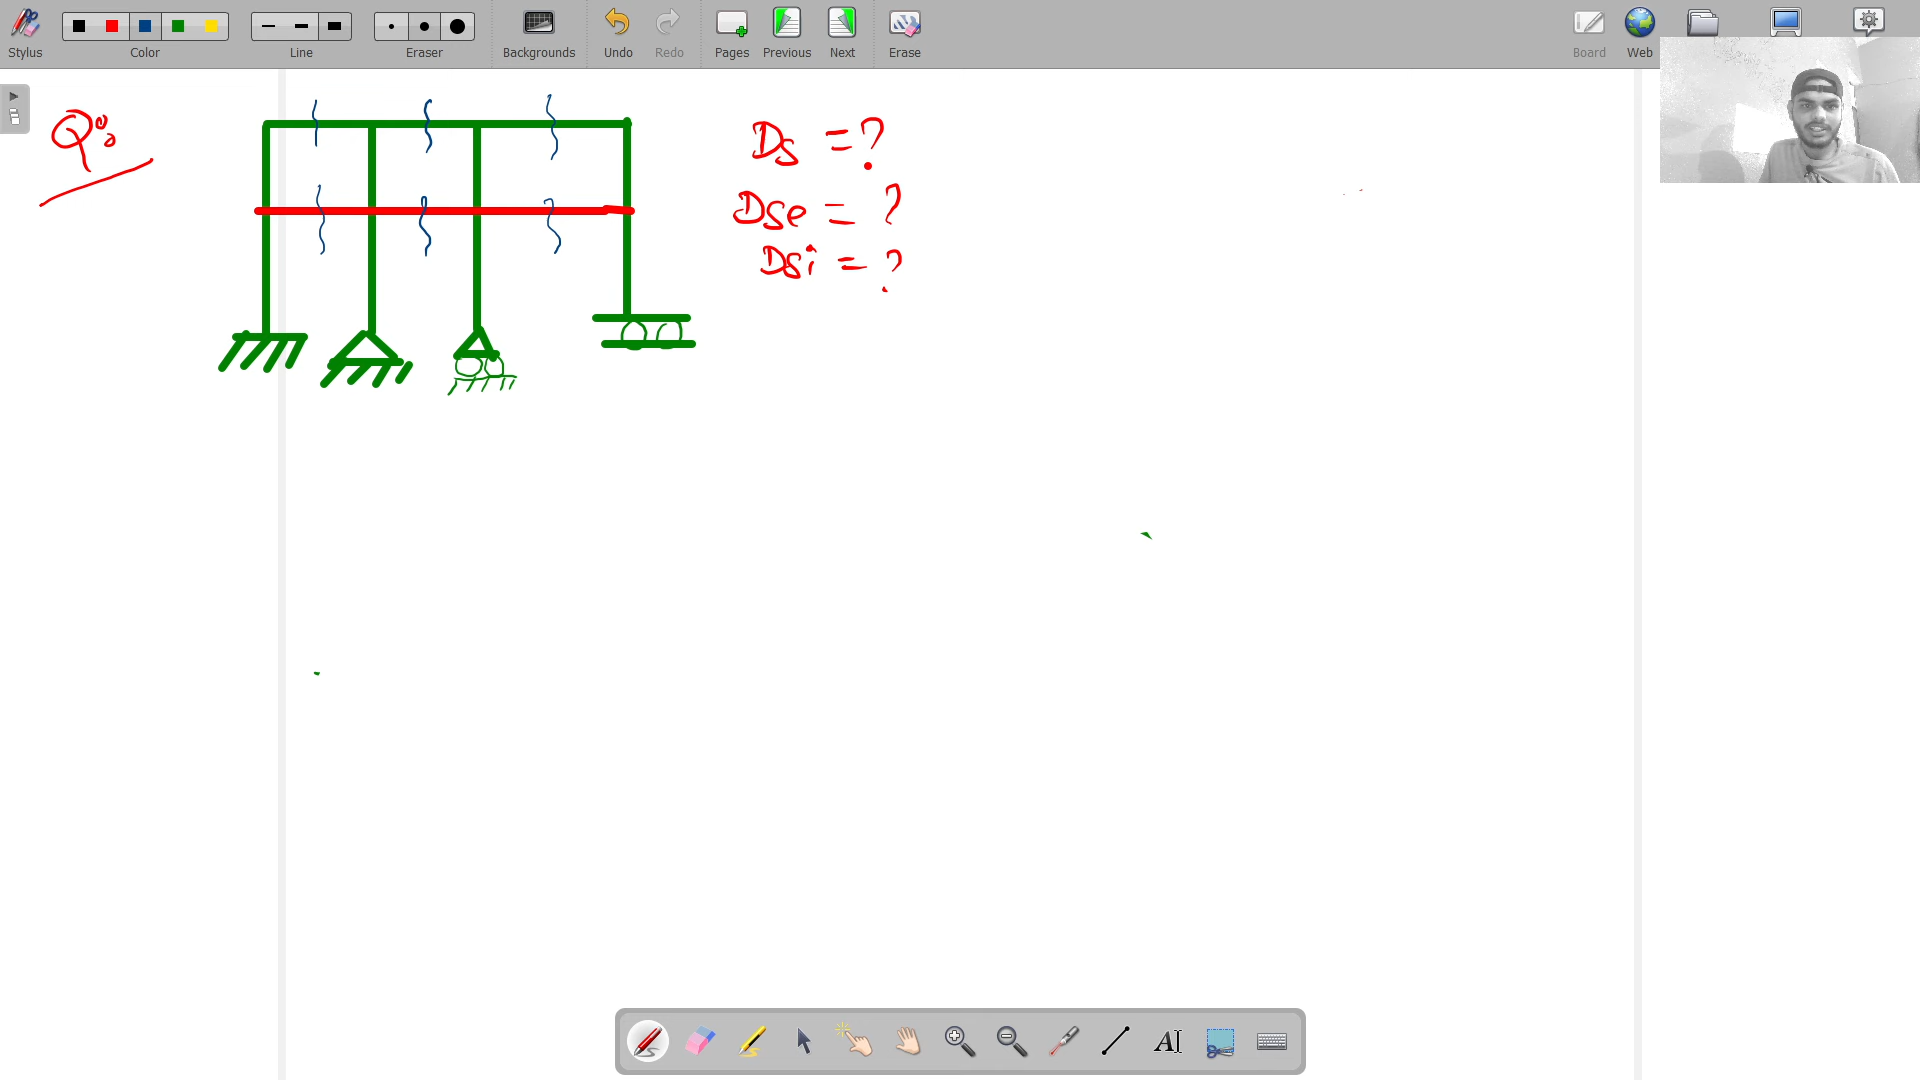 Stylus
Color
Line
Eraser
Backgrounds
Undo
Redo
Pages
Previous
Next
Erase
Board
Web
Q:
Ds = ?
Dse = ?
Dsi = ?